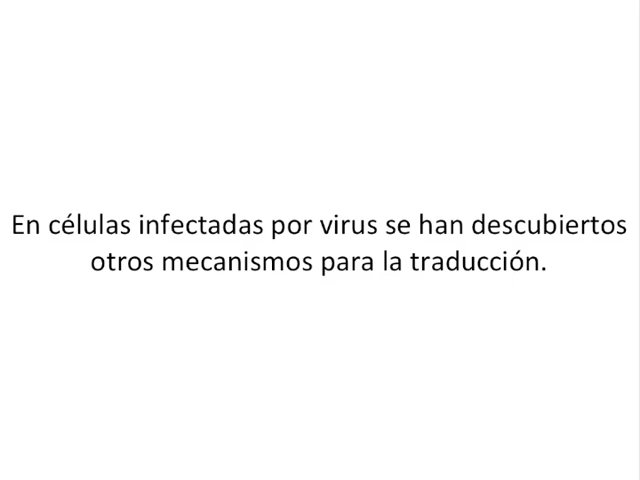 En células infectadas por virus se han descubiertos
otros mecanismos para la traducción.